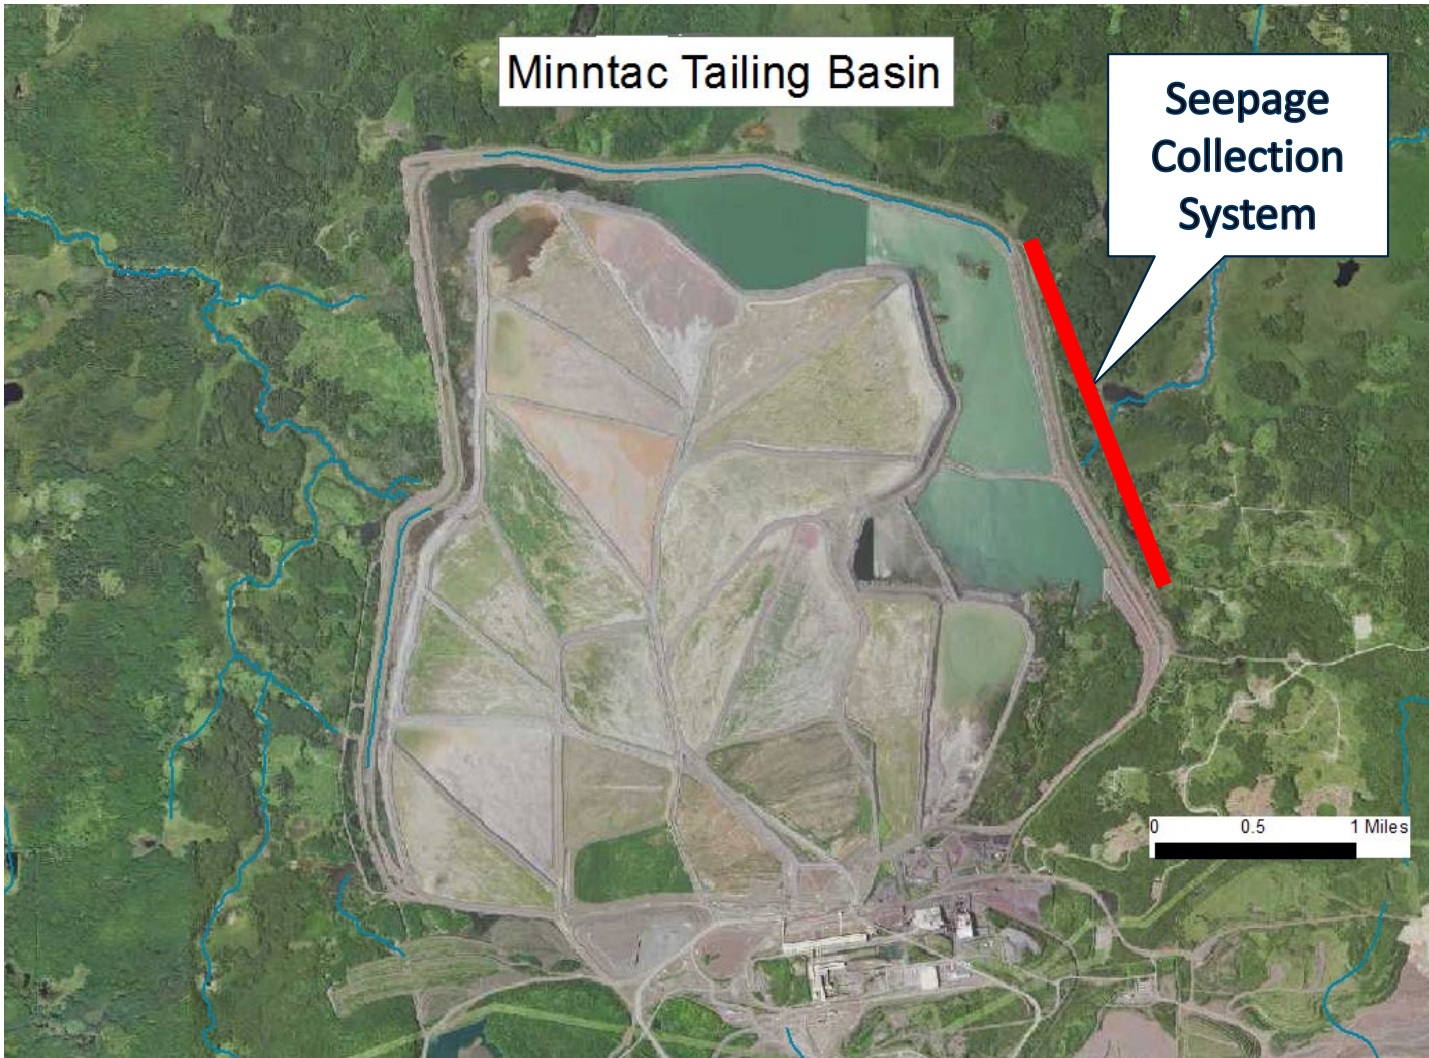 Minntac Tailing Basin
Seepage
Collection
System
0 0.5 1 Miles